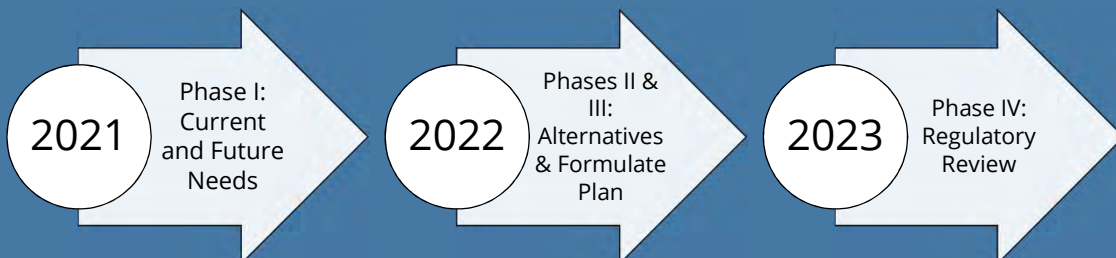 2021
Phase I:
Current
and Future
Needs
2022
Phases II &
III:
Alternatives
& Formulate
Plan
2023
Phase IV:
Regulatory
Review